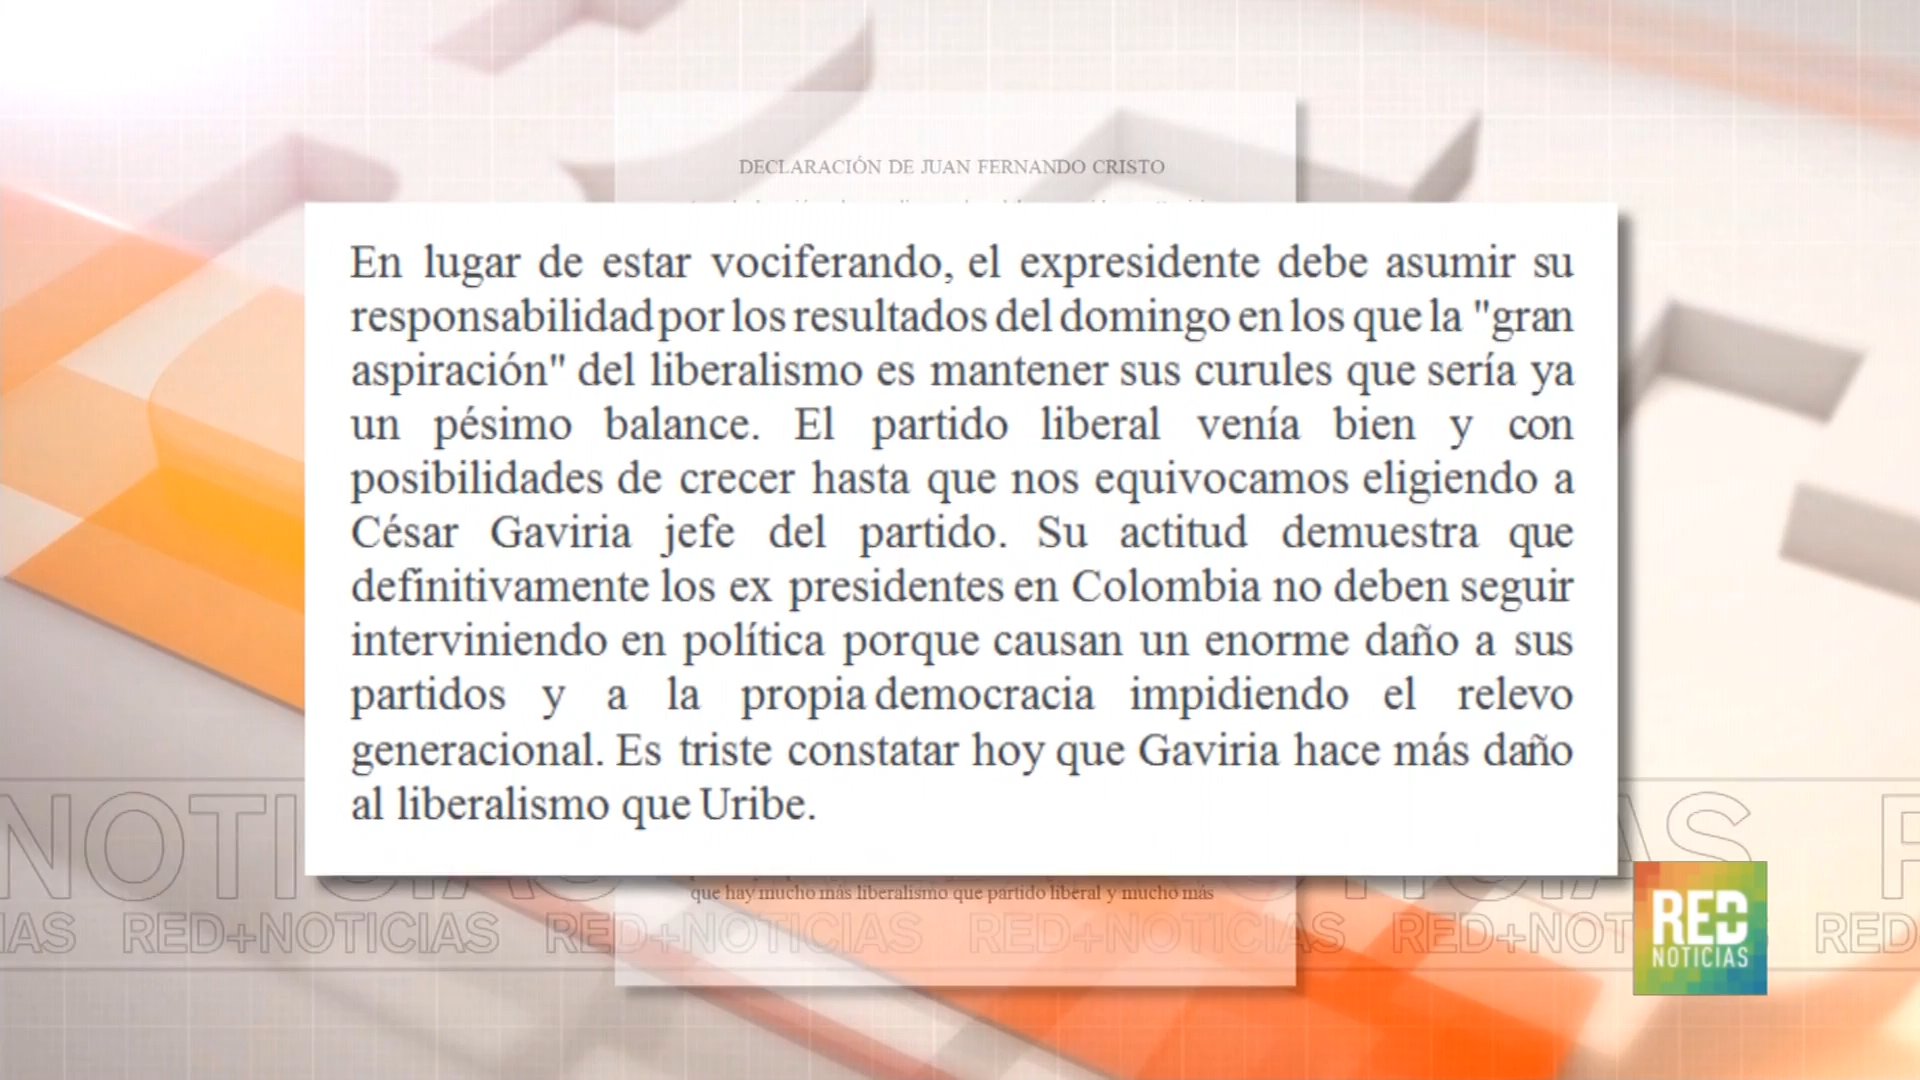 DECLARACIÓN DE JUAN FERNANDO CRISTO
En lugar de estar vociferando, el expresidente debe asumir su
responsabilidad por los resultados del domingo en los que la "gran
aspiración" del liberalismo es mantener sus curules que sería ya
un pésimo balance. El partido liberal venía bien y con
posibilidades de crecer hasta que nos equivocamos eligiendo a
César Gaviria jefe del partido. Su actitud demuestra que
definitivamente los ex presidentes en Colombia no deben seguir
interviniendo en política porque causan un enorme daño a sus
partidos y a la propia democracia impidiendo el relevo
generacional. Es triste constatar hoy que Gaviria hace más daño
al liberalismo que Uribe.
que hay mucho más liberalismo que partido liberal y mucho más
RED+NOTICIAS RED+NOTICIAS RED+NOTICIAS
RED+
NOTICIAS